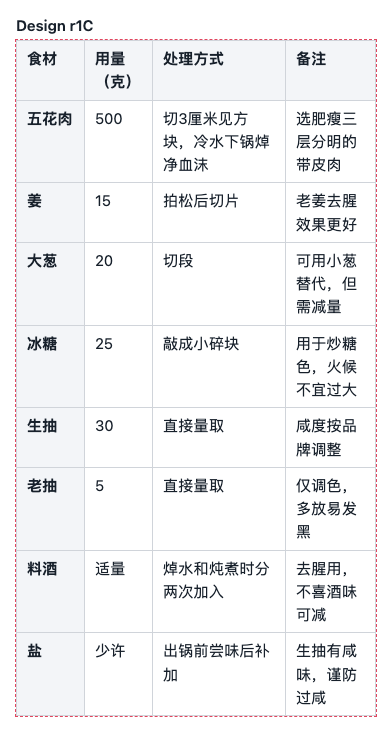 Design r1C
食材 用量 处理方式 备注
（克）
五花肉 500 切3厘米见方 选肥瘦三
块，冷水下锅焯 层分明的
净血沫 带皮肉
姜 15 拍松后切片 老姜去腥
效果更好
大葱 20 切段 可用小葱
替代，但
需减量
冰糖 25 敲成小碎块 用于炒糖
色，火候
不宜过大
生抽 30 直接量取 咸度按品
牌调整
老抽 5 直接量取 仅调色，
多放易发
黑
料酒 适量 焯水和炖煮时分 去腥用，
两次加入 不喜酒味
可减
盐 少许 出锅前尝味后补 生抽有咸
加 味，谨防
过咸